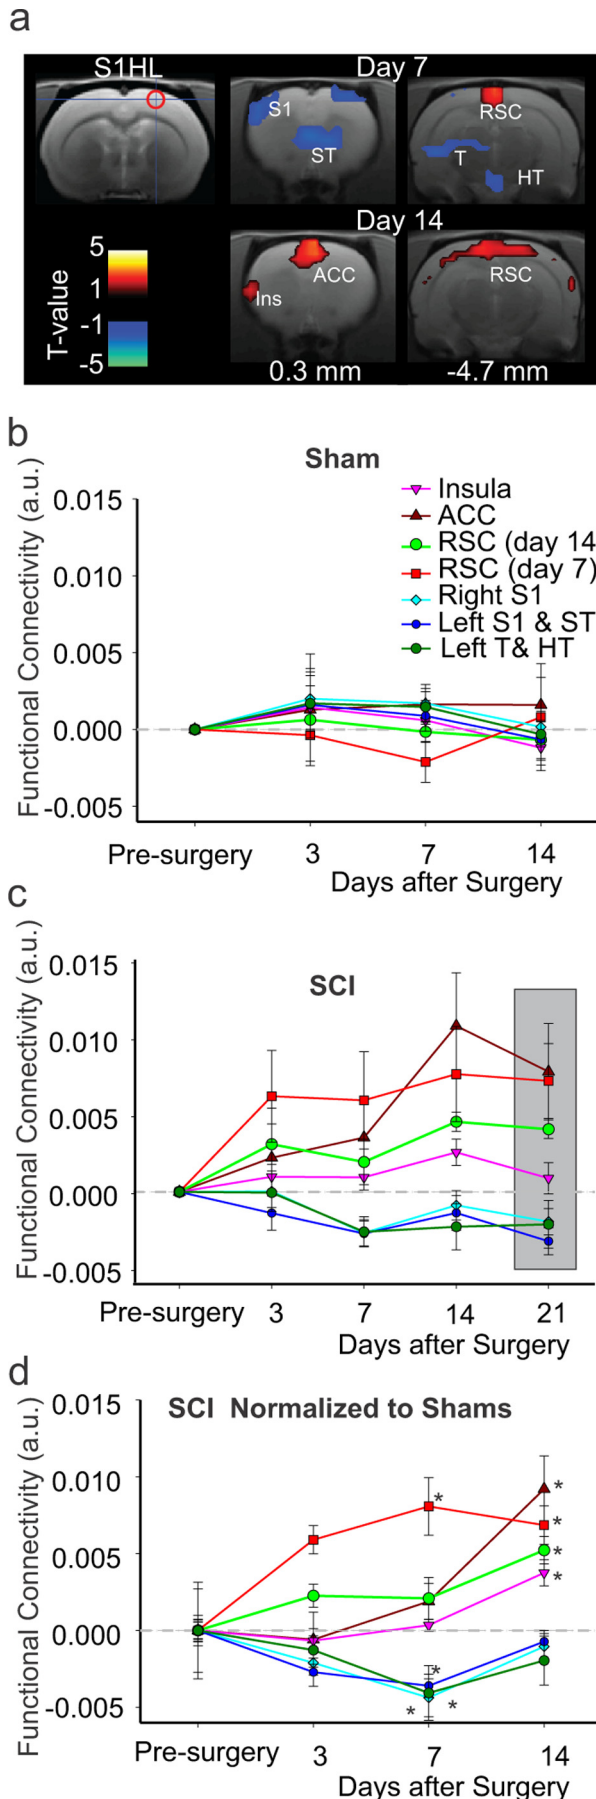 a
S1HL
Day 7
S1
ST
RSC
T
HT
Day 14
5
1
-1
-5
T-value
ACC
Ins
RSC
0.3 mm
-4.7 mm
b
Sham
Functional Connectivity (a.u.)
0.015
0.010
0.005
0.000
-0.005
Insula
ACC
RSC (day 14
RSC (day 7)
Right S1
Left S1 & ST
Left T& HT
Pre-surgery
3
7
14
Days after Surgery
c
SCI
Functional Connectivity (a.u.)
0.015
0.010
0.005
0.000
-0.005
Pre-surgery
3
7
14
21
Days after Surgery
d
SCI Normalized to Shams
Functional Connectivity (a.u.)
0.015
0.010
0.005
0.000
-0.005
*
*
*
*
*
*
*
*
Pre-surgery
3
7
14
Days after Surgery